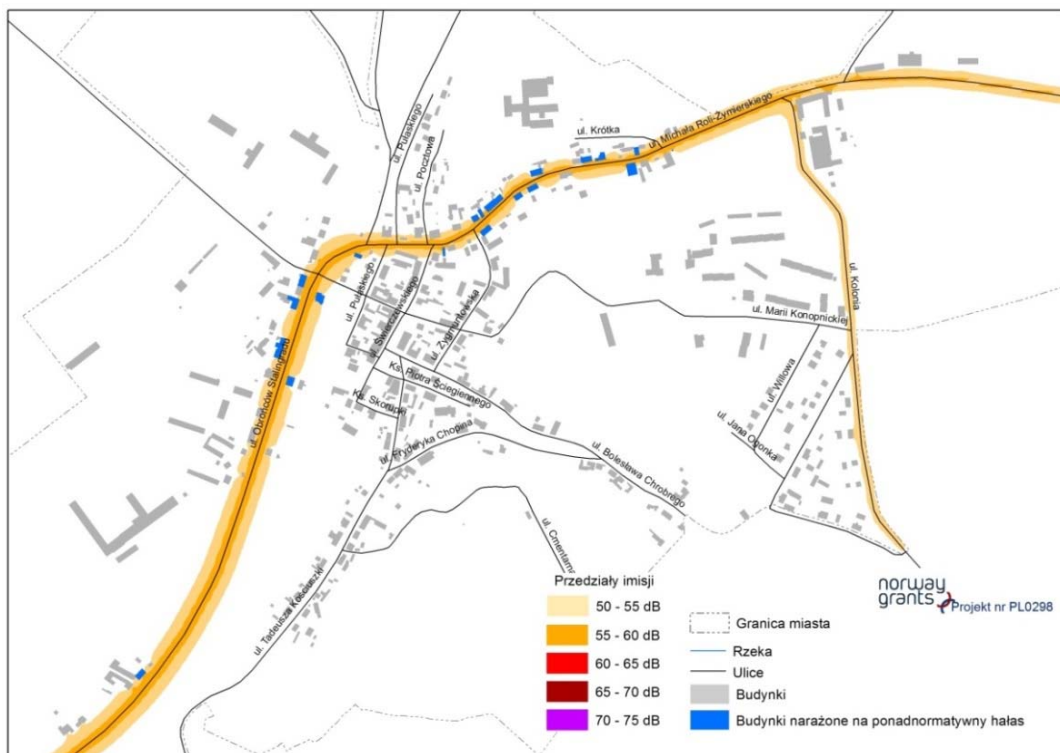 ul. Pułaskiego
ul. Pocztowa
ul. Krótka
ul. Michała Roli-Żymierskiego
ul. Kolonia
ul. Pułaskiego
ul. Świerczewskiego
ul. Zygmuntowska
ul. Obrońców Stalingradu
ul. Marii Konopnickiej
ul. Willowa
ul. Jana Ogonka
Ks. Piotra Ściegiennego
Ks. Skorupki
ul. Fryderyka Chopina
ul. Bolesława Chrobrego
ul. Cmentarna
ul. Tadeusza Kościuszki
norway
grants
Projekt nr PL0298
Przedziały imisji
50 - 55 dB
55 - 60 dB
60 - 65 dB
65 - 70 dB
70 - 75 dB
Granica miasta
Rzeka
Ulice
Budynki
Budynki narażone na ponadnormatywny hałas